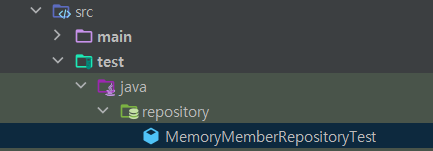 src
main
test
java
repository
MemoryMemberRepositoryTest